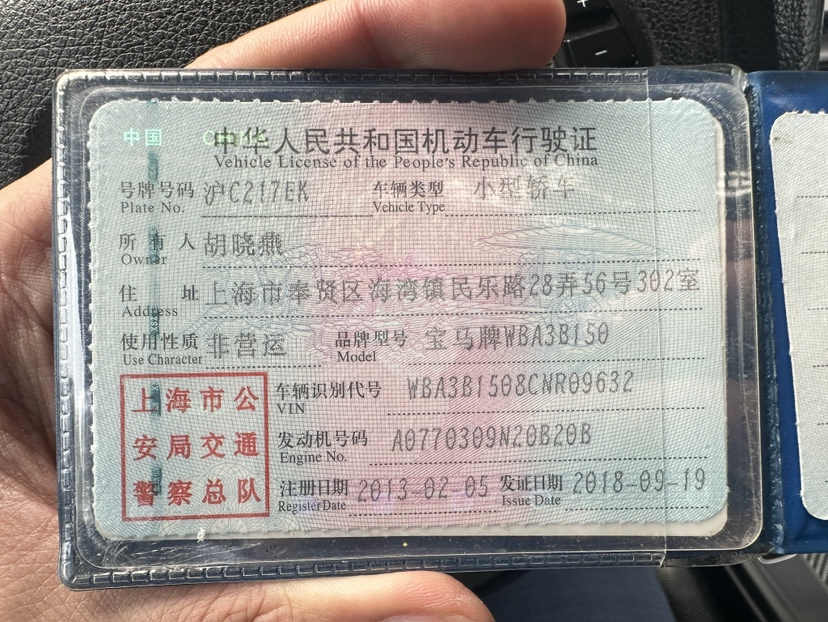 中国 China
中华人民共和国机动车行驶证
Vehicle License of the People's Republic of China
号牌号码 沪C217EK 车辆类型 小型轿车
Plate No. Vehicle Type
所有人 胡晓燕
Owner
住址 上海市奉贤区海湾镇民乐路28弄56号302室
Address
使用性质 非营运 品牌型号 宝马牌WBA3B150
Use Character Model
上海市公
安局交通
警察总队
车辆识别代号 WBA3B1508CNR09632
VIN
发动机号码 A0770309N20B20B
Engine No.
注册日期 2013-02-05 发证日期 2018-09-19
Register Date Issue Date
+
−